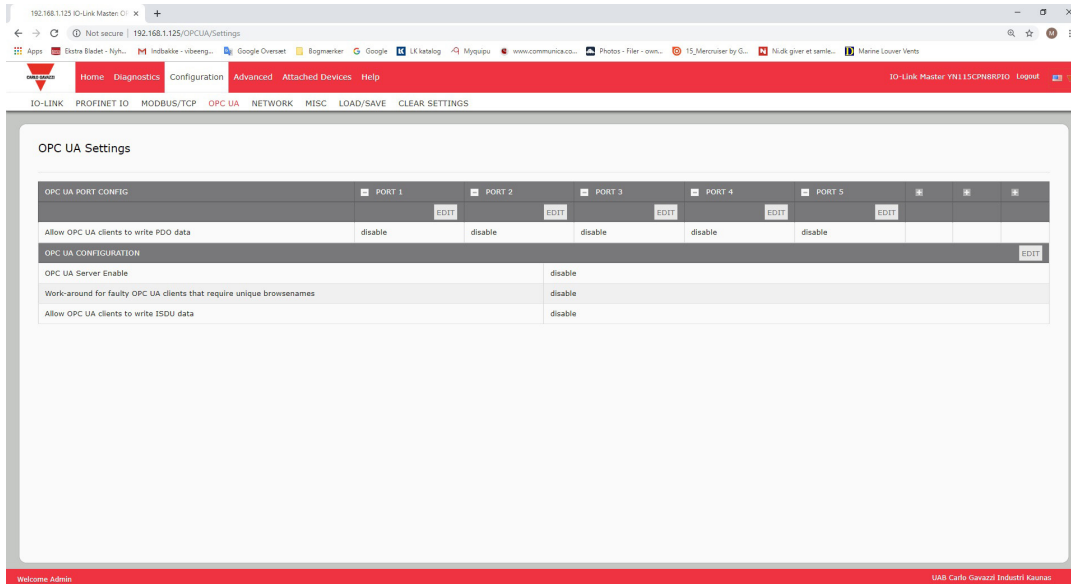 192.168.1.125 IO-Link Master: OP
Not secure | 192.168.1.125/OPCUA/Settings
Apps Ekstra Bladet - Nyh... Indbakke - vibeeng... Google Oversæt Bogmærker Google LK katalog Myquipu www.communica.co... Photos - Filer - own... 15_Mercruiser by G... Ni.dk giver et samle... Marine Louver Vents
CARLO GAVAZZI
Home Diagnostics Configuration Advanced Attached Devices Help IO-Link Master YN115CPN8RPIO Logout
IO-LINK PROFINET IO MODBUS/TCP OPC UA NETWORK MISC LOAD/SAVE CLEAR SETTINGS
OPC UA Settings
OPC UA PORT CONFIG PORT 1 PORT 2 PORT 3 PORT 4 PORT 5
EDIT EDIT EDIT EDIT EDIT
Allow OPC UA clients to write PDO data disable disable disable disable disable
OPC UA CONFIGURATION EDIT
OPC UA Server Enable disable
Work-around for faulty OPC UA clients that require unique browsenames disable
Allow OPC UA clients to write ISDU data disable
Welcome Admin UAB Carlo Gavazzi Industri Kaunas